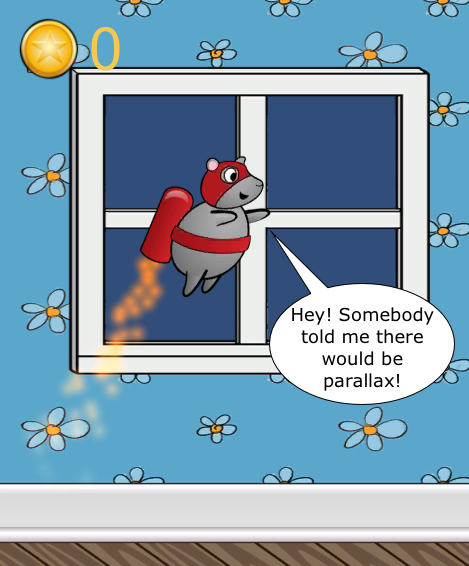 0
Hey! Somebody
told me there
would be
parallax!